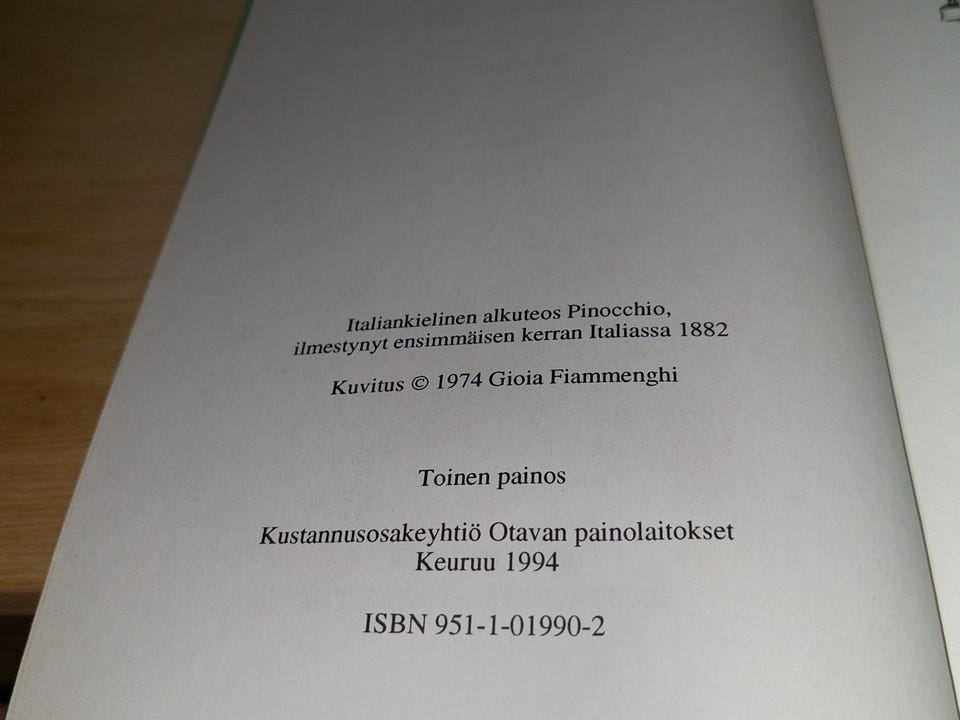 Italiankielinen alkuteos Pinocchio,
ilmestynyt ensimmäisen kerran Italiassa 1882
Kuvitus © 1974 Gioia Fiammenghi
Toinen painos
Kustannusosakeyhtiö Otavan painolaitokset
Keuruu 1994
ISBN 951-1-01990-2